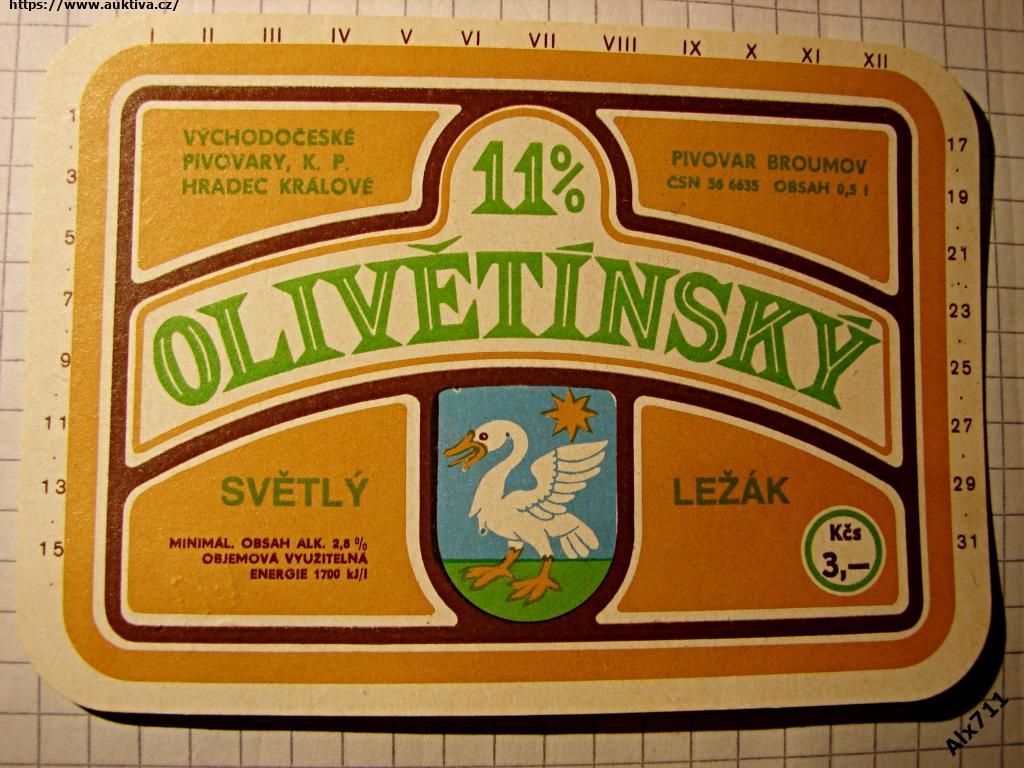 https://www.auktiva.cz/
I II III IV V VI VII VIII IX X XI XII
VÝCHODOČESKÉ
PIVOVARY, K. P.
HRADEC KRÁLOVÉ
11%
PIVOVAR BROUMOV
ČSN 56 6635 OBSAH 0,5 l
OLIVĚTÍNSKÝ
SVĚTLÝ
LEŽÁK
MINIMÁL. OBSAH ALK. 2,8 %
OBJEMOVÁ VYUŽITELNÁ
ENERGIE 1700 kJ/l
Kčs
3,—
1
3
5
7
9
11
13
15
17
19
21
23
25
27
29
31
Alx711